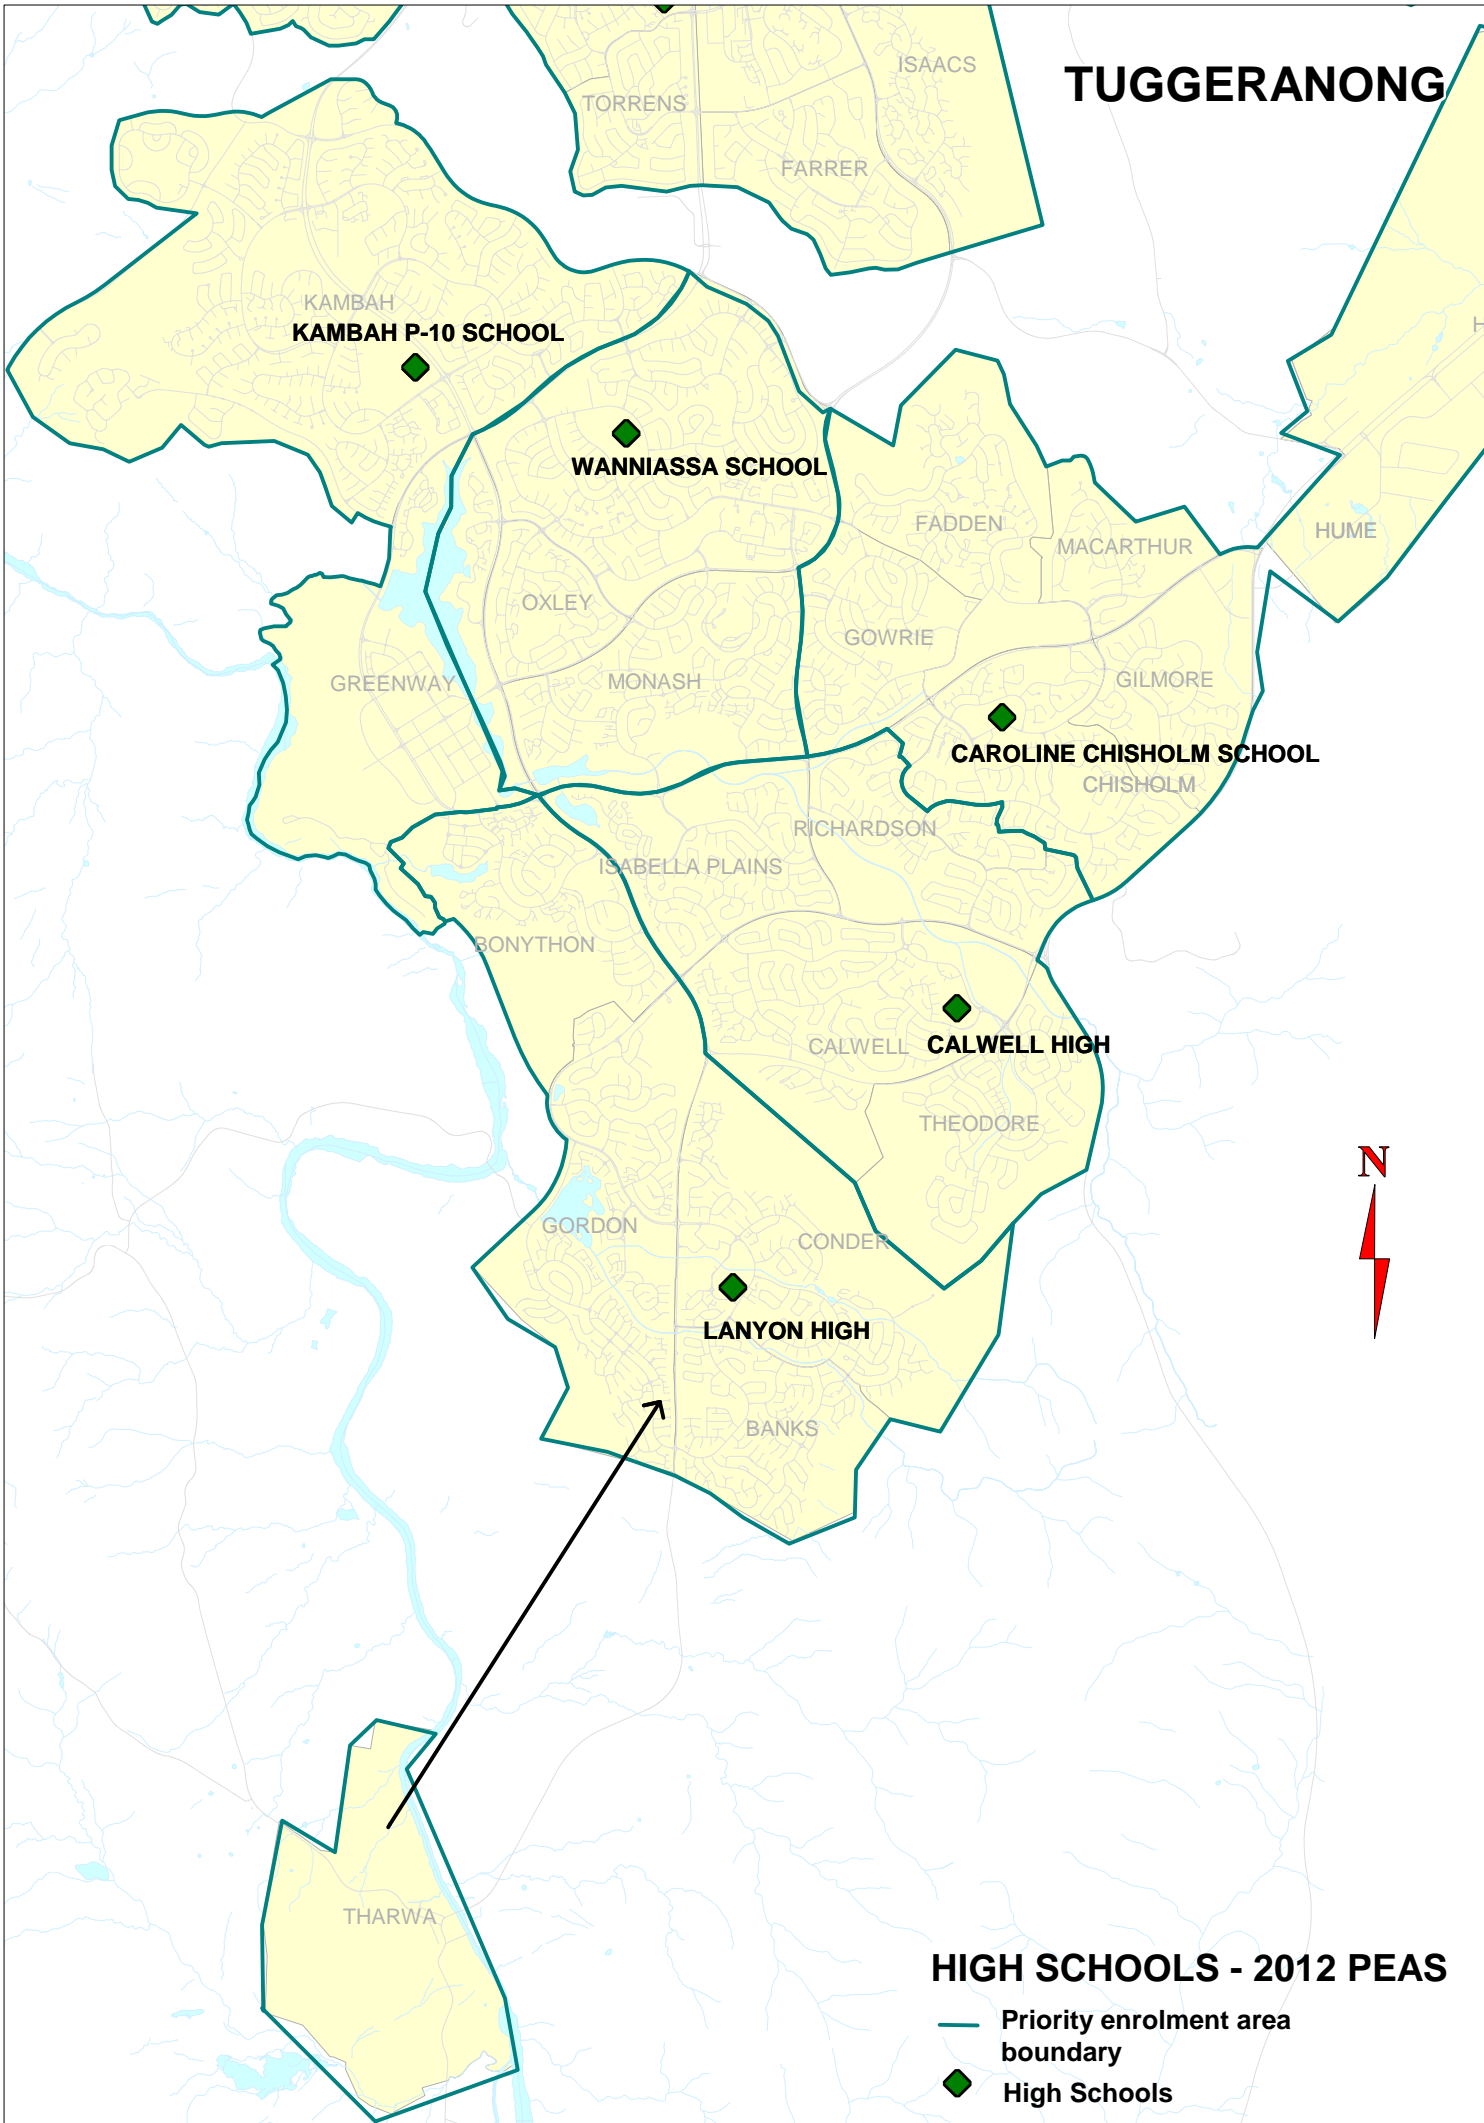 TUGGERANONG
ISAACS
TORRENS
FARRER
KAMBAH
KAMBAH P-10 SCHOOL
H
WANNIASSA SCHOOL
FADDEN
MACARTHUR
HUME
OXLEY
GOWRIE
GREENWAY
MONASH
GILMORE
CAROLINE CHISHOLM SCHOOL
CHISHOLM
RICHARDSON
ISABELLA PLAINS
BONYTHON
CALWELL
CALWELL HIGH
THEODORE
N
GORDON
CONDER
LANYON HIGH
BANKS
THARWA
HIGH SCHOOLS - 2012 PEAS
Priority enrolment area
boundary
High Schools